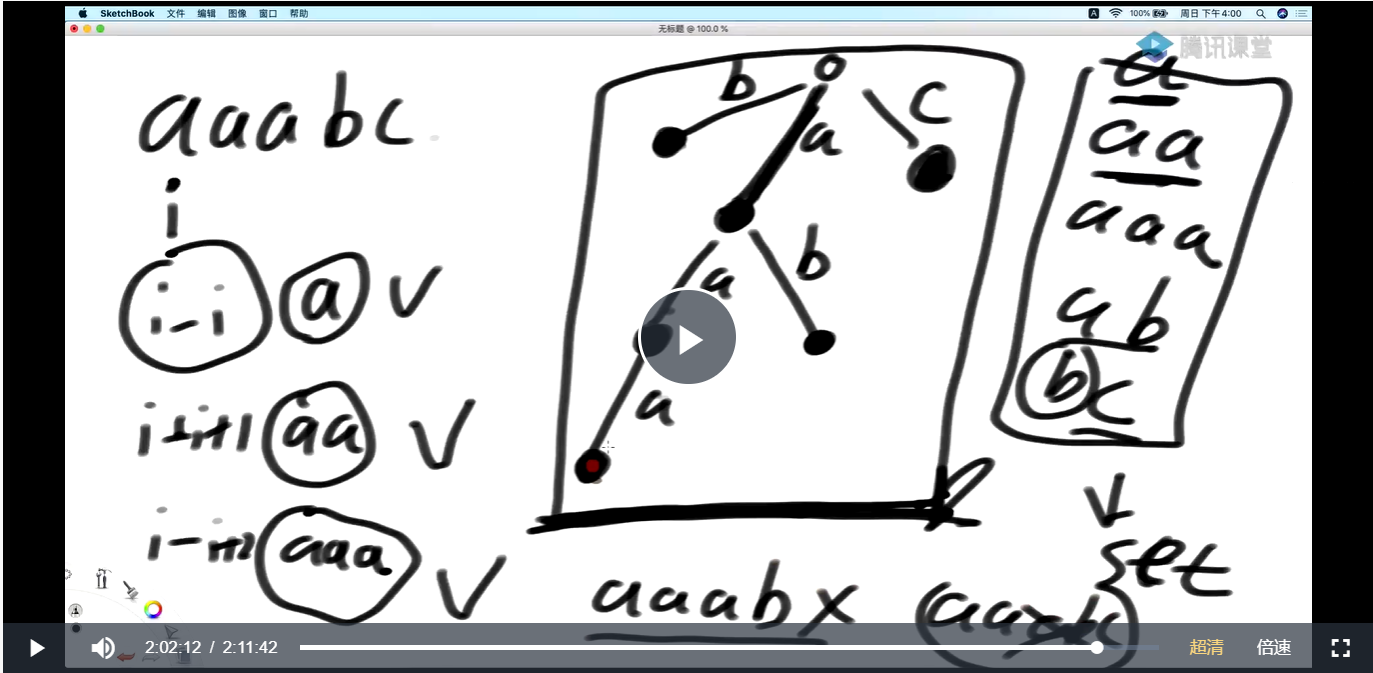 SketchBook 文件 编辑 图像 窗口 帮助
A 100% 周日 下午4:00
无标题 @ 100.0 %
腾讯课堂
aaabc
i
i-i a
i-i+1 aa
i-i+2 aaa
b
a
c
a
b
a
a
aa
aaa
ab
bc
set
aaabx
2:02:12 / 2:11:42
超清
倍速